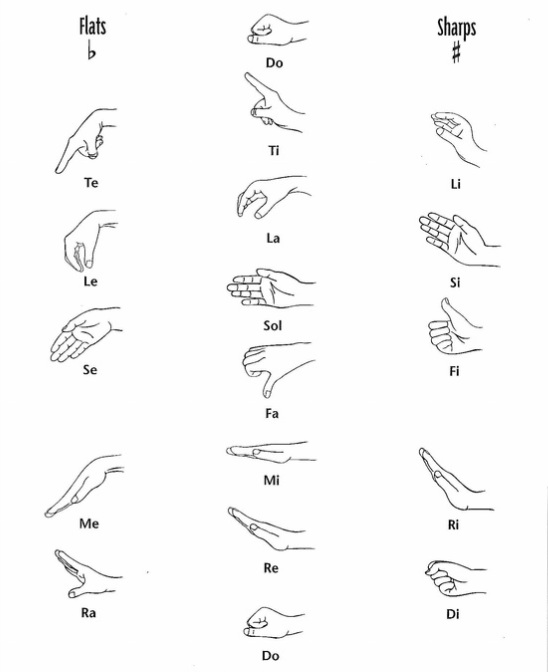 Flats
♭
Te
Le
Se
Me
Ra
Do
Ti
La
Sol
Fa
Mi
Re
Do
Sharps
♯
Li
Si
Fi
Ri
Di